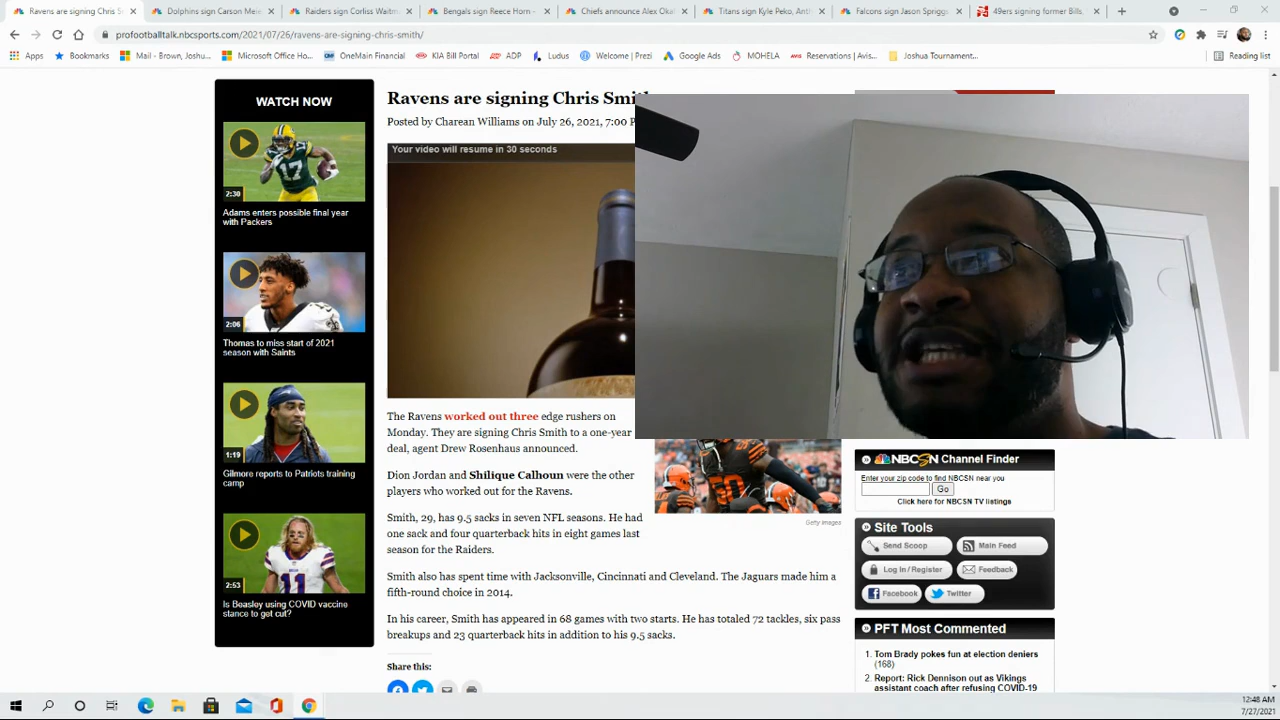 Ravens are signing Chris S
Dolphins sign Carson Meie
Raiders sign Corliss Waitm
Bengals sign Reece Horn -
Chiefs announce Alex Okaf
Titans sign Kyle Peko, Anth
Falcons sign Jason Spriggs
49ers signing former Bills,
profootballtalk.nbcsports.com/2021/07/26/ravens-are-signing-chris-smith/
Apps
Bookmarks
Mail - Brown, Joshua
Microsoft Office Ho...
OneMain Financial
KIA Bill Portal
ADP
Ludus
Welcome | Prezi
Google Ads
MOHELA
Reservations | Avis...
Joshua Tournament...
Reading list
WATCH NOW
2:30
Adams enters possible final year
with Packers
2:06
Thomas to miss start of 2021
season with Saints
1:19
Gilmore reports to Patriots training
camp
2:53
Is Beasley using COVID vaccine
stance to get cut?
Ravens are signing Chris Smith
Posted by Charean Williams on July 26, 2021, 7:00 P
Your video will resume in 30 seconds
The Ravens worked out three edge rushers on
Monday. They are signing Chris Smith to a one-year
deal, agent Drew Rosenhaus announced.
Dion Jordan and Shilique Calhoun were the other
players who worked out for the Ravens.
Smith, 29, has 9.5 sacks in seven NFL seasons. He had
one sack and four quarterback hits in eight games last
season for the Raiders.
Getty Images
Smith also has spent time with Jacksonville, Cincinnati and Cleveland. The Jaguars made him a
fifth-round choice in 2014.
In his career, Smith has appeared in 68 games with two starts. He has totaled 72 tackles, six pass
breakups and 23 quarterback hits in addition to his 9.5 sacks.
Share this:
NBCSN Channel Finder
Enter your zip code to find NBCSN near you
Go
Click here for NBCSN TV listings
Site Tools
Send Scoop
Main Feed
Log In / Register
Feedback
Facebook
Twitter
PFT Most Commented
1. Tom Brady pokes fun at election deniers
(168)
2. Report: Rick Dennison out as Vikings
assistant coach after refusing COVID-19
12:48 AM
7/27/2021